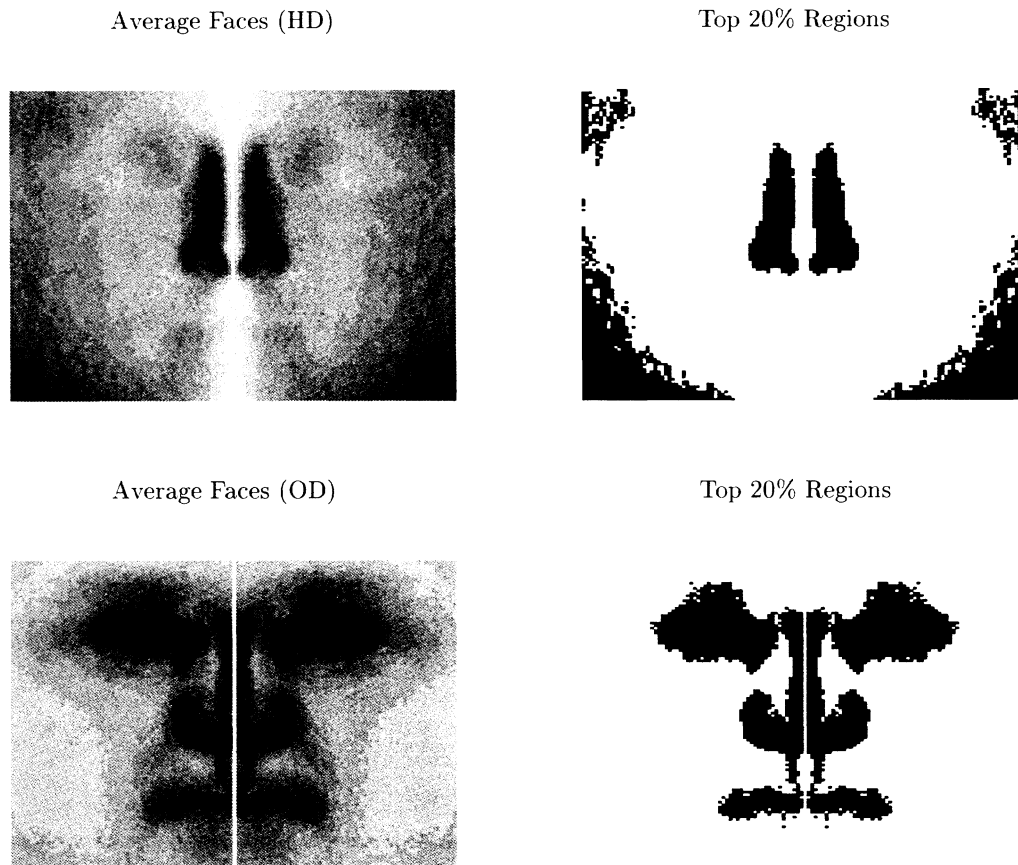 Average Faces (HD)
Top 20% Regions
Average Faces (OD)
Top 20% Regions